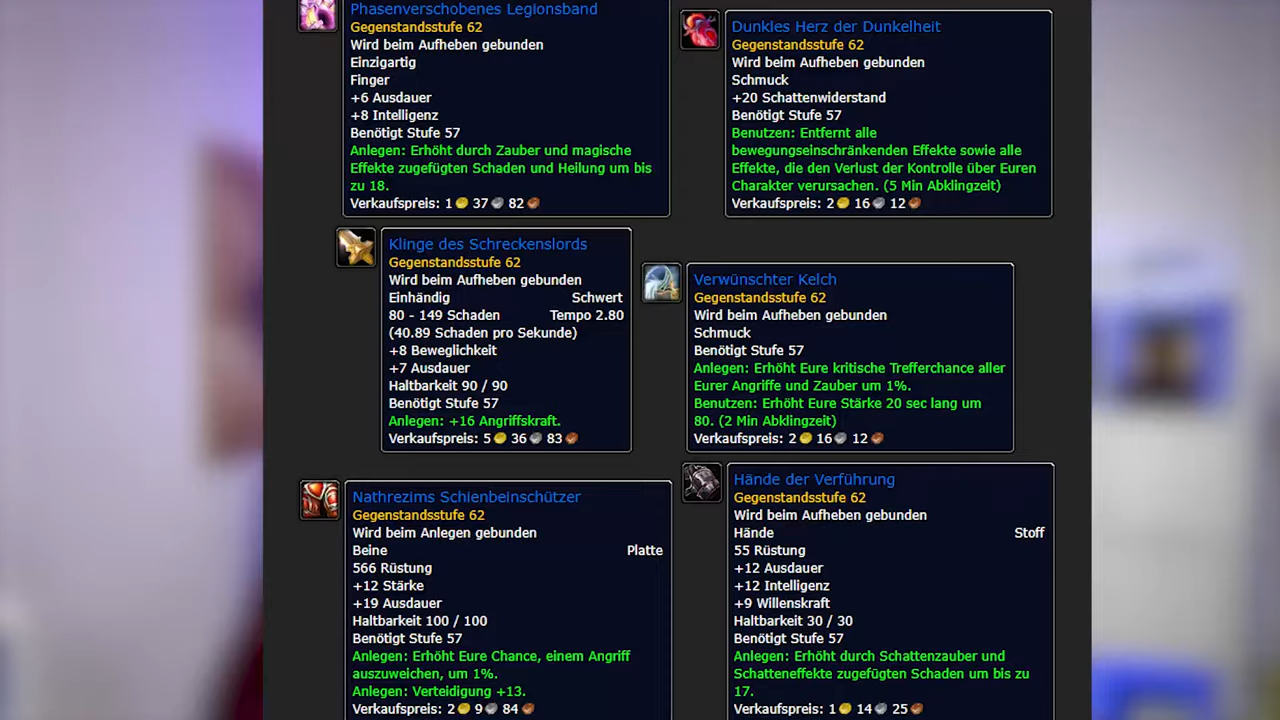 Phasenverschobenes Legionsband
Gegenstandsstufe 62
Wird beim Aufheben gebunden
Einzigartig
Finger
+6 Ausdauer
+8 Intelligenz
Benötigt Stufe 57
Anlegen: Erhöht durch Zauber und magische
Effekte zugefügten Schaden und Heilung um bis
zu 18.
Verkaufspreis: 1 37 82
Dunkles Herz der Dunkelheit
Gegenstandsstufe 62
Wird beim Aufheben gebunden
Schmuck
+20 Schattenwiderstand
Benötigt Stufe 57
Benutzen: Entfernt alle
bewegungseinschränkenden Effekte sowie alle
Effekte, die den Verlust der Kontrolle über Euren
Charakter verursachen. (5 Min Abklingzeit)
Verkaufspreis: 2 16 12
Klinge des Schreckenslords
Gegenstandsstufe 62
Wird beim Aufheben gebunden
Einhändig Schwert
80 - 149 Schaden Tempo 2.80
(40.89 Schaden pro Sekunde)
+8 Beweglichkeit
+7 Ausdauer
Haltbarkeit 90 / 90
Benötigt Stufe 57
Anlegen: +16 Angriffskraft.
Verkaufspreis: 5 36 83
Verwünschter Kelch
Gegenstandsstufe 62
Wird beim Aufheben gebunden
Schmuck
Benötigt Stufe 57
Anlegen: Erhöht Eure kritische Trefferchance aller
Eurer Angriffe und Zauber um 1%.
Benutzen: Erhöht Eure Stärke 20 sec lang um
80. (2 Min Abklingzeit)
Verkaufspreis: 2 16 12
Nathrezims Schienbeinschützer
Gegenstandsstufe 62
Wird beim Anlegen gebunden
Beine Platte
566 Rüstung
+12 Stärke
+19 Ausdauer
Haltbarkeit 100 / 100
Benötigt Stufe 57
Anlegen: Erhöht Eure Chance, einem Angriff
auszuweichen, um 1%.
Anlegen: Verteidigung +13.
Verkaufspreis: 2 9 84
Hände der Verführung
Gegenstandsstufe 62
Wird beim Aufheben gebunden
Hände Stoff
55 Rüstung
+12 Ausdauer
+12 Intelligenz
+9 Willenskraft
Haltbarkeit 30 / 30
Benötigt Stufe 57
Anlegen: Erhöht durch Schattenzauber und
Schatteneffekte zugefügten Schaden um bis zu
17.
Verkaufspreis: 1 14 25